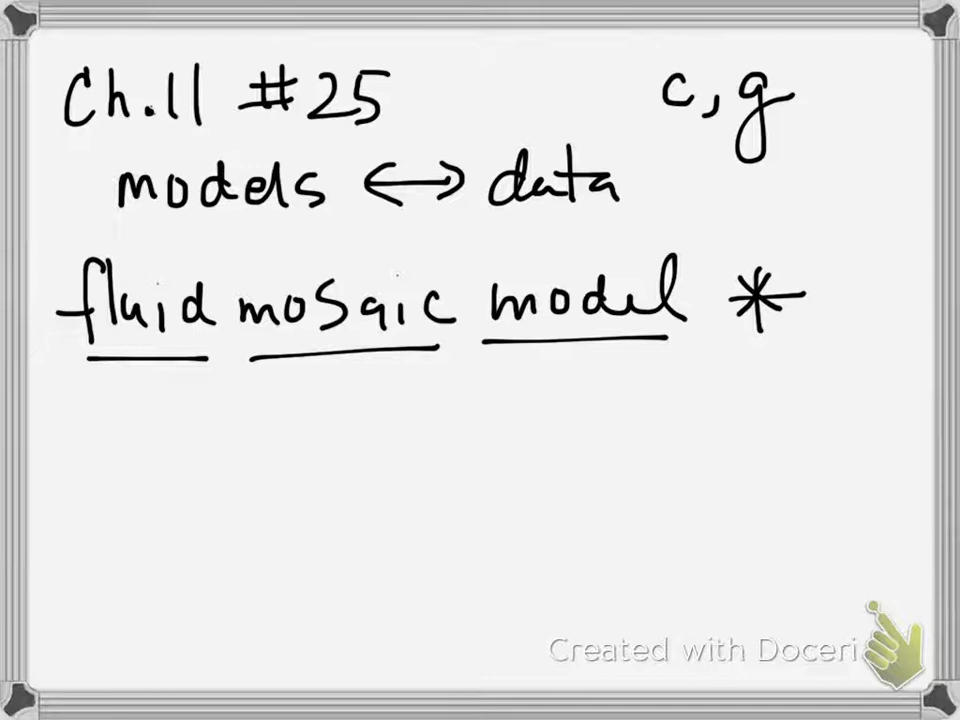 Ch.11 #25 c, g
models ↔ data
fluid mosaic model *
Created with Doceri